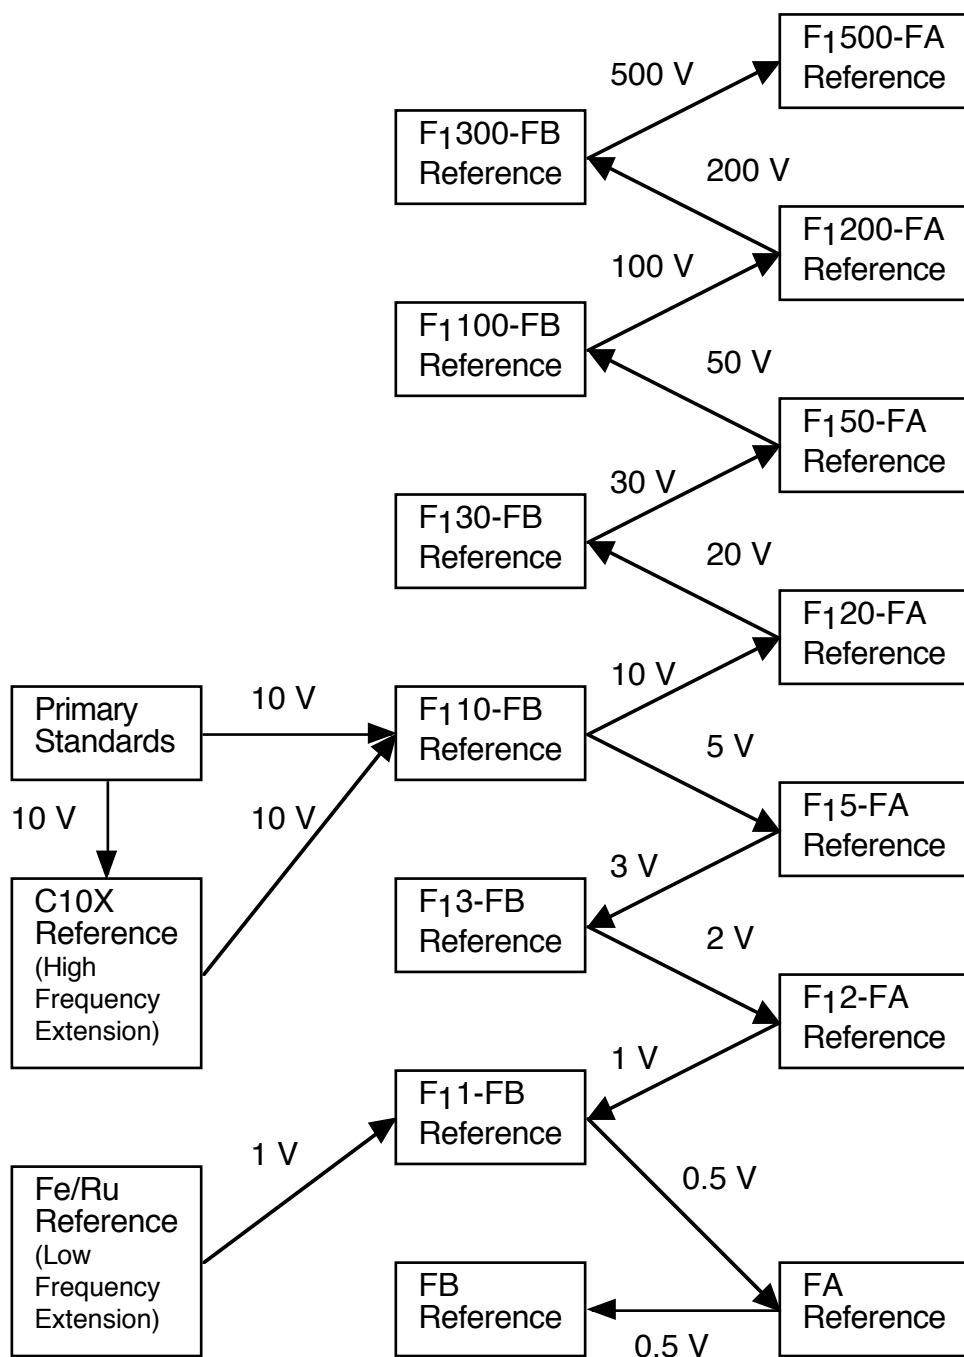 F1500-FA
Reference
500 V
F1300-FB
Reference
200 V
F1200-FA
Reference
100 V
F1100-FB
Reference
50 V
F150-FA
Reference
30 V
F130-FB
Reference
20 V
F120-FA
Reference
10 V
Primary
Standards
10 V
F110-FB
Reference
5 V
10 V
10 V
F15-FA
Reference
3 V
C10X
Reference
(High
Frequency
Extension)
F13-FB
Reference
2 V
F12-FA
Reference
1 V
F11-FB
Reference
1 V
0.5 V
Fe/Ru
Reference
(Low
Frequency
Extension)
FB
Reference
FA
Reference
0.5 V